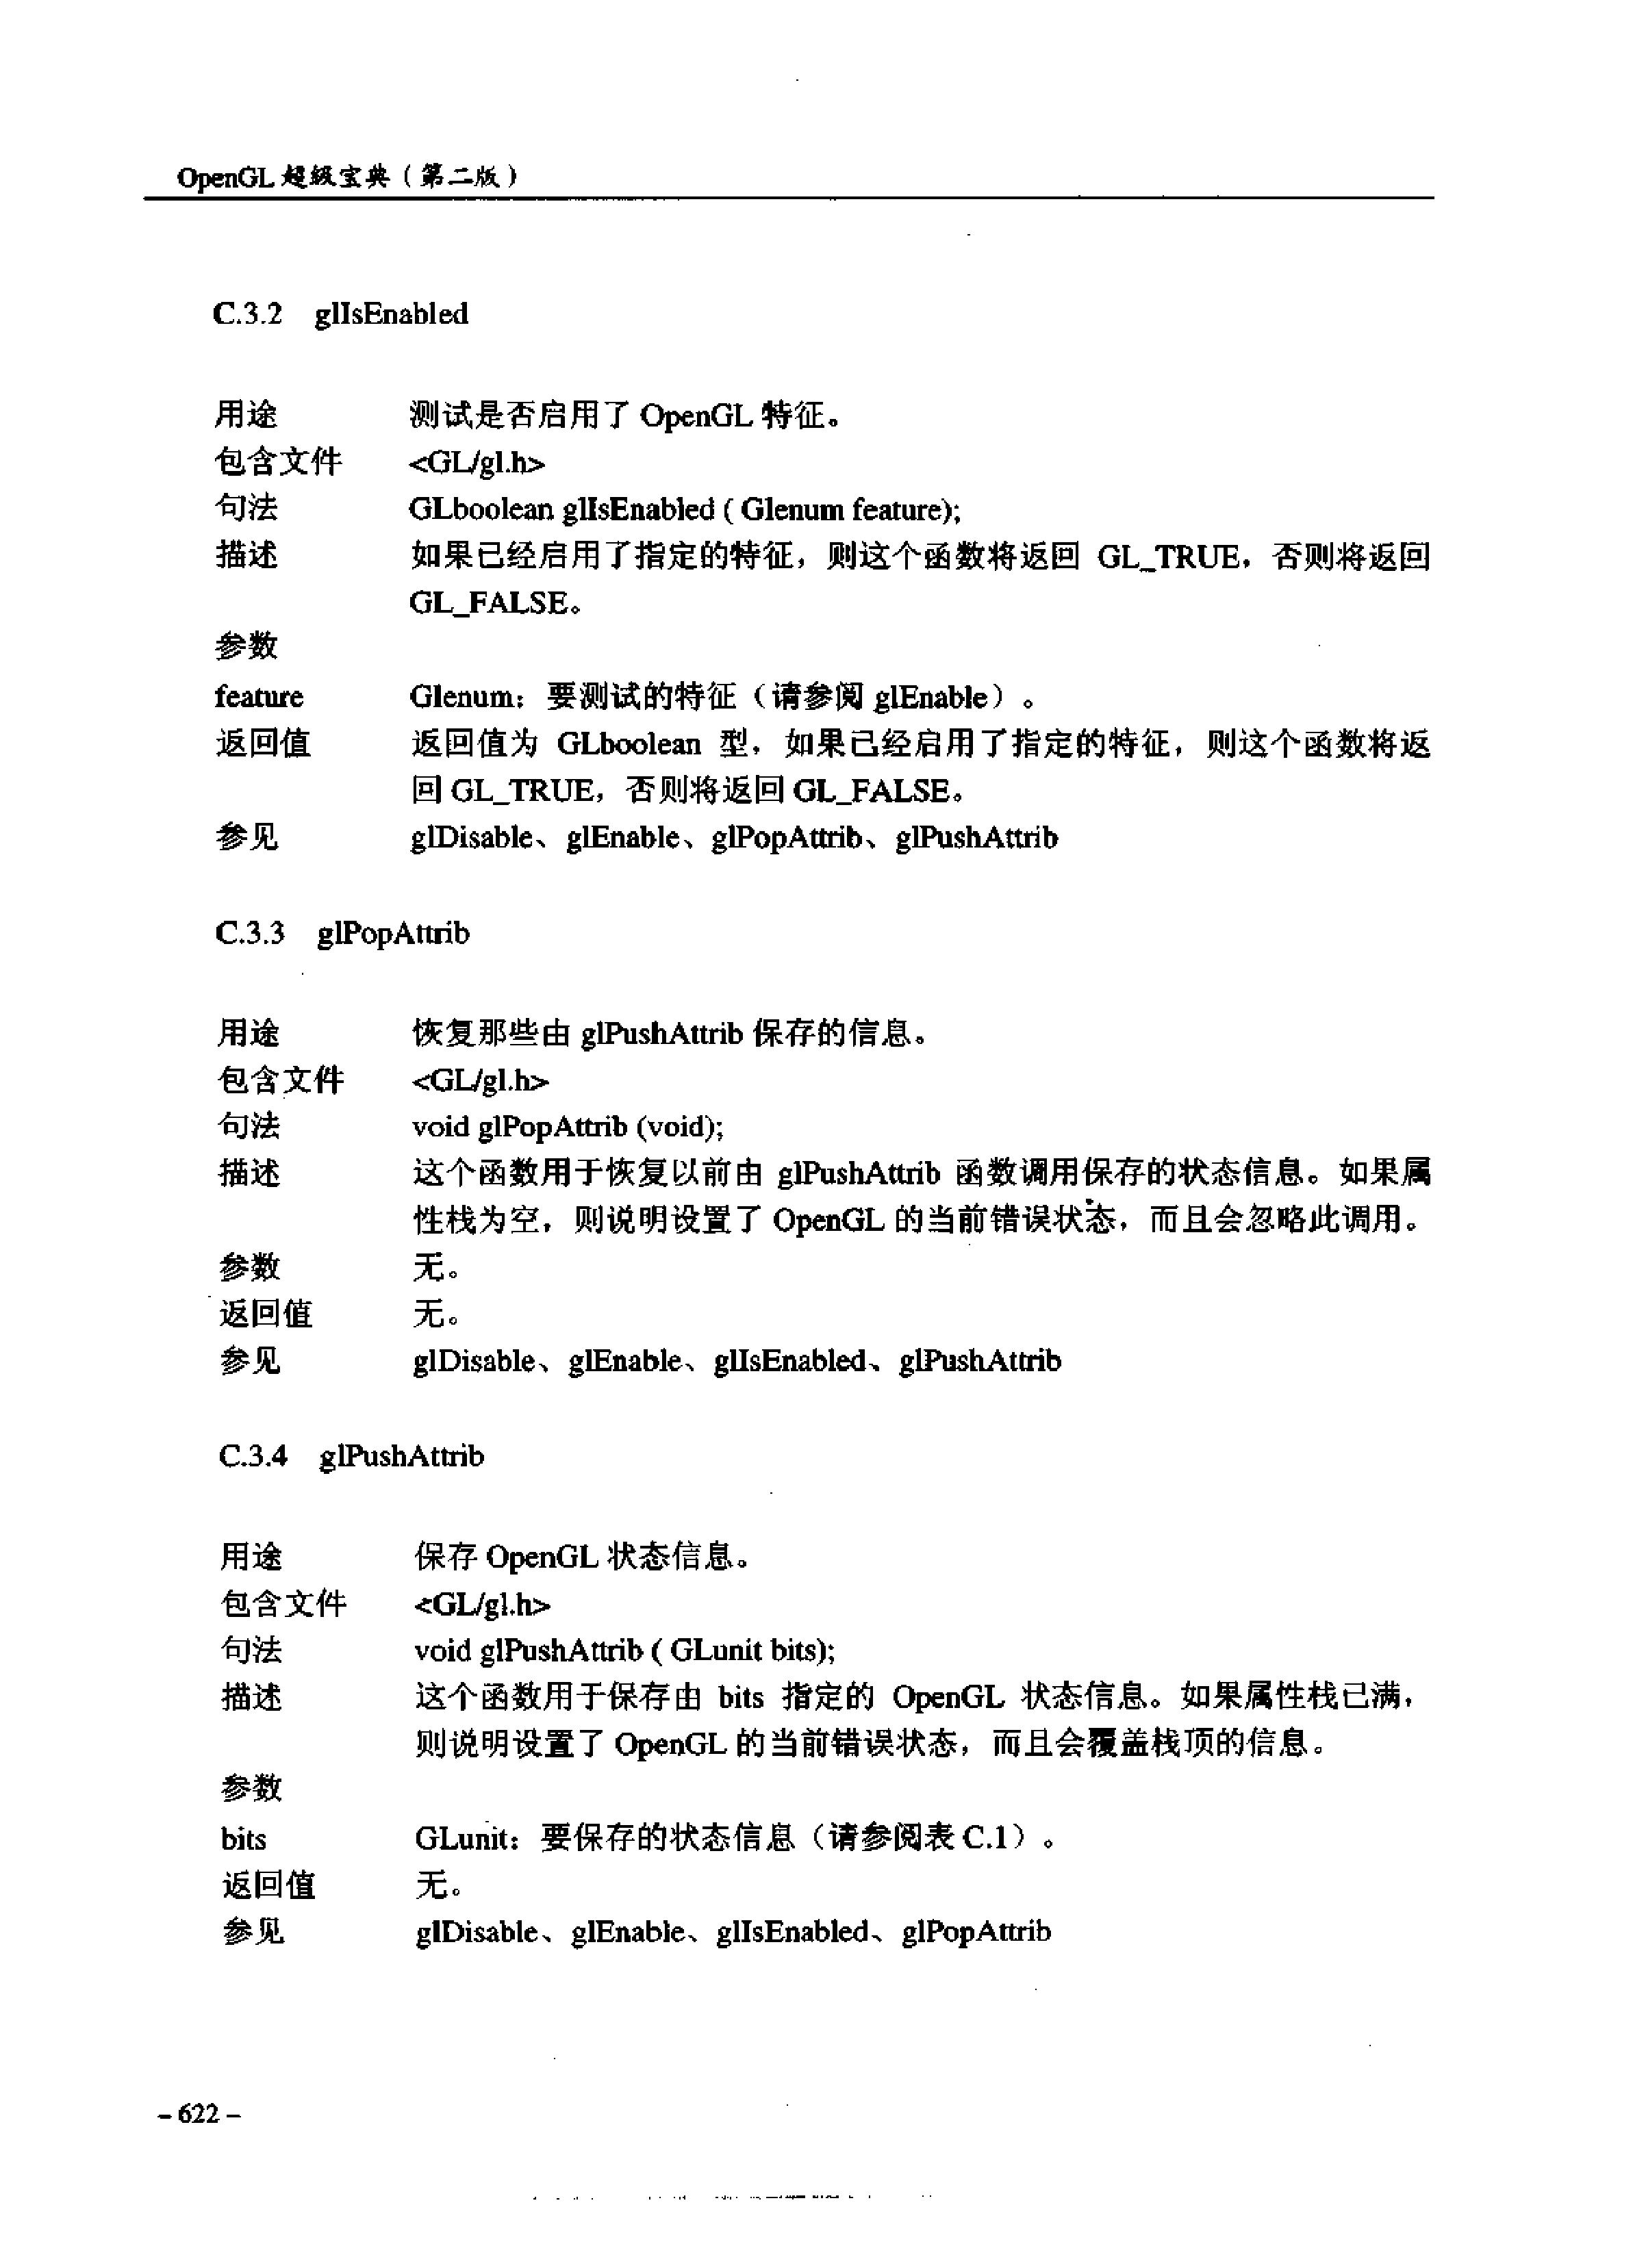 OpenGL 超级宝典（第二版）
C.3.2 glIsEnabled
用途 测试是否启用了 OpenGL 特征。
包含文件 <GL/gl.h>
句法 GLboolean glIsEnabled ( Glenum feature);
描述 如果已经启用了指定的特征，则这个函数将返回 GL_TRUE，否则将返回
GL_FALSE。
参数
feature Glenum：要测试的特征（请参阅 glEnable）。
返回值 返回值为 GLboolean 型，如果已经启用了指定的特征，则这个函数将返
回 GL_TRUE，否则将返回 GL_FALSE。
参见 glDisable、glEnable、glPopAttrib、glPushAttrib
C.3.3 glPopAttrib
用途 恢复那些由 glPushAttrib 保存的信息。
包含文件 <GL/gl.h>
句法 void glPopAttrib (void);
描述 这个函数用于恢复以前由 glPushAttrib 函数调用保存的状态信息。如果属
性栈为空，则说明设置了 OpenGL 的当前错误状态，而且会忽略此调用。
参数 无。
返回值 无。
参见 glDisable、glEnable、glIsEnabled、glPushAttrib
C.3.4 glPushAttrib
用途 保存 OpenGL 状态信息。
包含文件 <GL/gl.h>
句法 void glPushAttrib ( GLunit bits);
描述 这个函数用于保存由 bits 指定的 OpenGL 状态信息。如果属性栈已满，
则说明设置了 OpenGL 的当前错误状态，而且会覆盖栈顶的信息。
参数
bits GLunit：要保存的状态信息（请参阅表 C.1）。
返回值 无。
参见 glDisable、glEnable、glIsEnabled、glPopAttrib
– 622 –